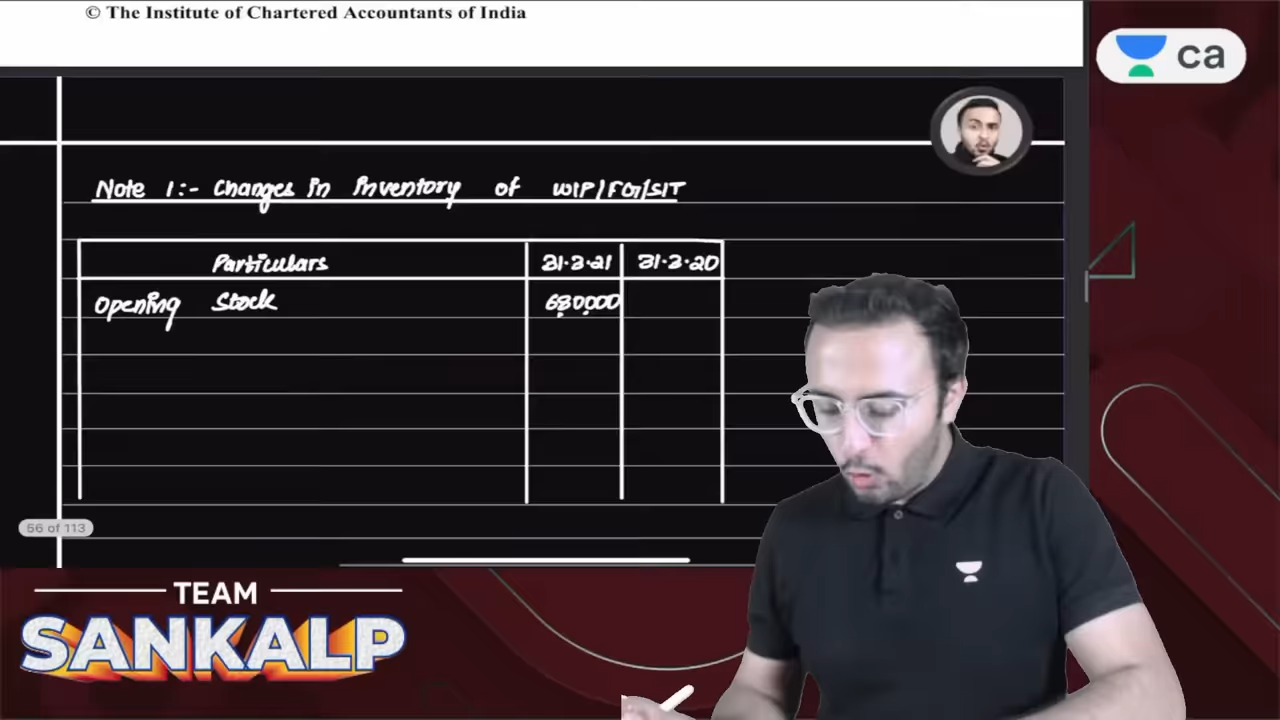 © The Institute of Chartered Accountants of India
ca
Note 1:- Changes in inventory of WIP/FG/SIT
Particulars 31.3.21 31.3.20
Opening Stock 680000
56 of 113
TEAM
SANKALP